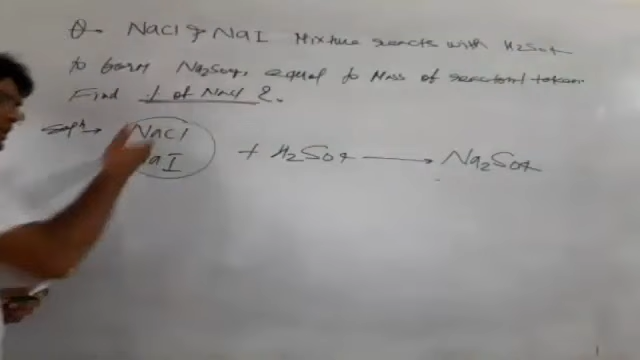 Q- NaCl & NaI Mixture reacts with H2SO4
to form Na2SO4, equal to Mass of reactant taken
Find % of NaCl ?.
Solⁿ→ NaCl
NaI + H2SO4 → Na2SO4